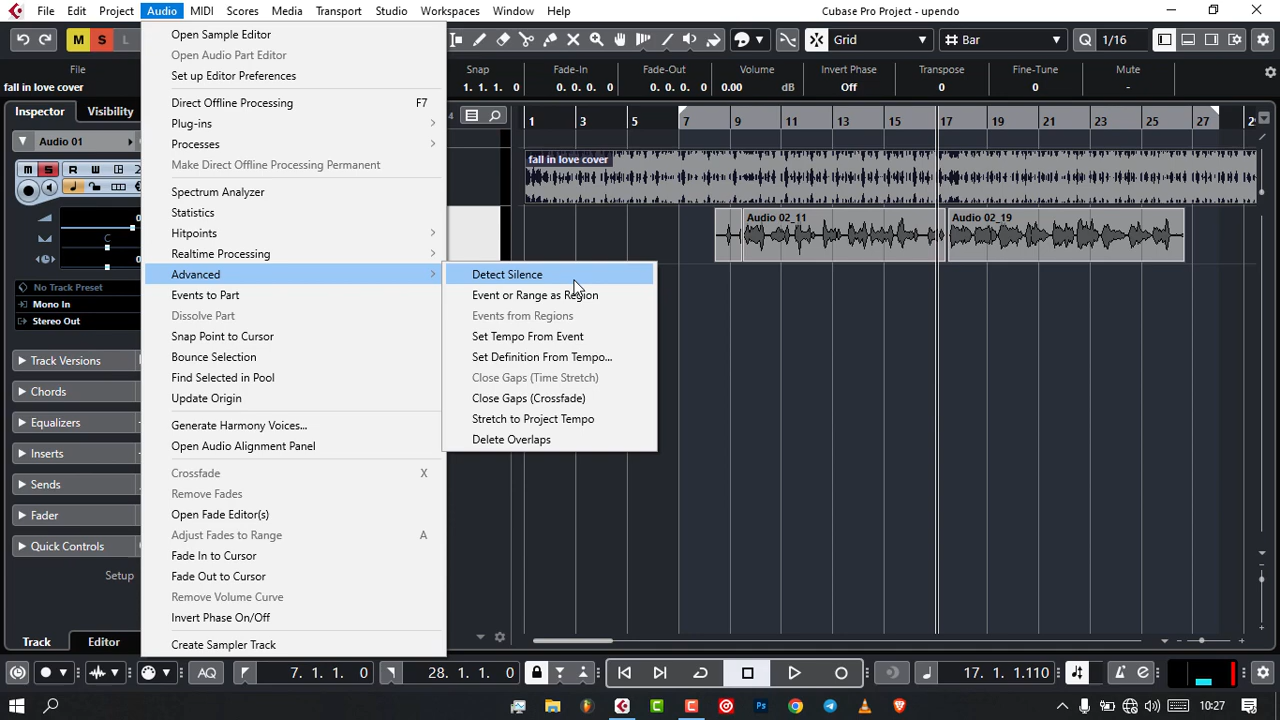 File Edit Project Audio MIDI Scores Media Transport Studio Workspaces Window Help Cubase Pro Project - upendo
M S L Grid Bar Q 1/16
File Snap Fade-In Fade-Out Volume Invert Phase Transpose Fine-Tune Mute
fall in love cover 1. 1. 1. 0 0. 0. 0. 0 0. 0. 0. 0 0.00 dB Off 0 0 -
Inspector Visibility
1 3 5 7 9 11 13 15 17 19 21 23 25 27
Audio 01
M S R W
fall in love cover
Audio 02_11 Audio 02_19
C
No Track Preset
Mono In
Stereo Out
Track Versions
Chords
Equalizers
Inserts
Sends
Fader
Quick Controls
Setup
Track Editor
Open Sample Editor
Open Audio Part Editor
Set up Editor Preferences
Direct Offline Processing F7
Plug-ins
Processes
Make Direct Offline Processing Permanent
Spectrum Analyzer
Statistics
Hitpoints
Realtime Processing
Advanced
Events to Part
Dissolve Part
Snap Point to Cursor
Bounce Selection
Find Selected in Pool
Update Origin
Generate Harmony Voices...
Open Audio Alignment Panel
Crossfade X
Remove Fades
Open Fade Editor(s)
Adjust Fades to Range A
Fade In to Cursor
Fade Out to Cursor
Remove Volume Curve
Invert Phase On/Off
Create Sampler Track
Detect Silence
Event or Range as Region
Events from Regions
Set Tempo From Event
Set Definition From Tempo...
Close Gaps (Time Stretch)
Close Gaps (Crossfade)
Stretch to Project Tempo
Delete Overlaps
AQ 7. 1. 1. 0 28. 1. 1. 0 17. 1. 1.110
10:27